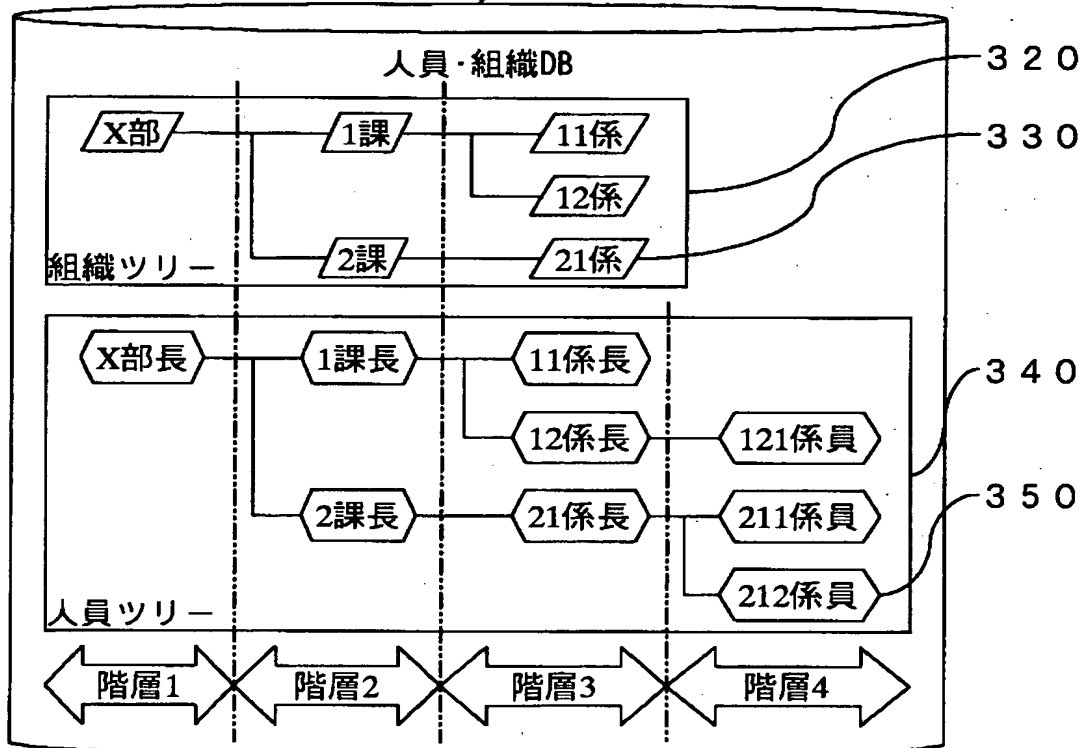 人員・組織DB
320
X部 1課 11係
330
12係
2課 21係
組織ツリー
X部長 1課長 11係長
340
12係長 121係員
2課長 21係長 211係員
350
212係員
人員ツリー
階層1 階層2 階層3 階層4